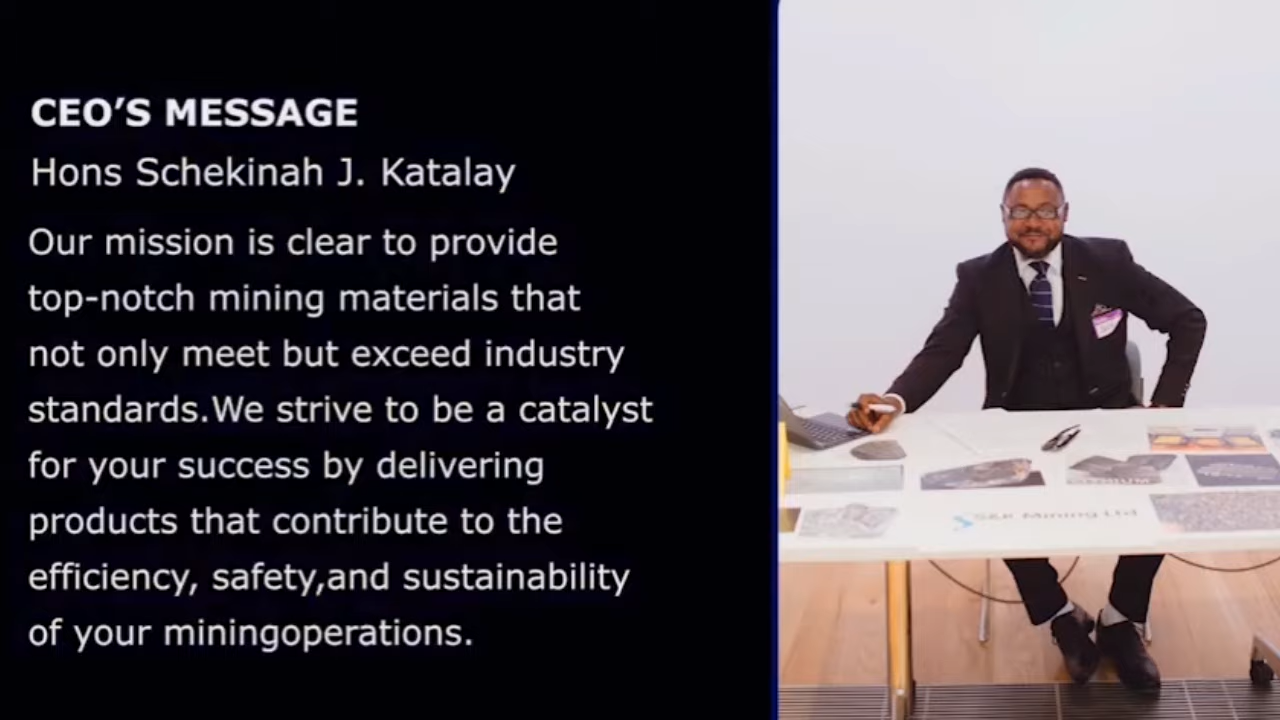 CEO’S MESSAGE
Hons Schekinah J. Katalay
Our mission is clear to provide
top-notch mining materials that
not only meet but exceed industry
standards.We strive to be a catalyst
for your success by delivering
products that contribute to the
efficiency, safety,and sustainability
of your miningoperations.
S&K Mining Ltd